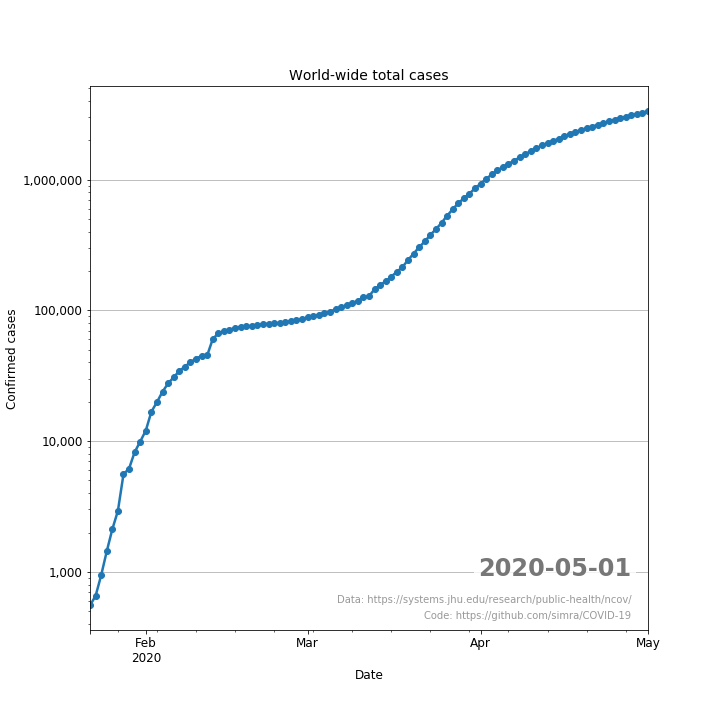 World-wide total cases
Confirmed cases
1,000,000
100,000
10,000
1,000
2020-05-01
Data: https://systems.jhu.edu/research/public-health/ncov/
Code: https://github.com/simra/COVID-19
Feb Mar Apr May
2020
Date